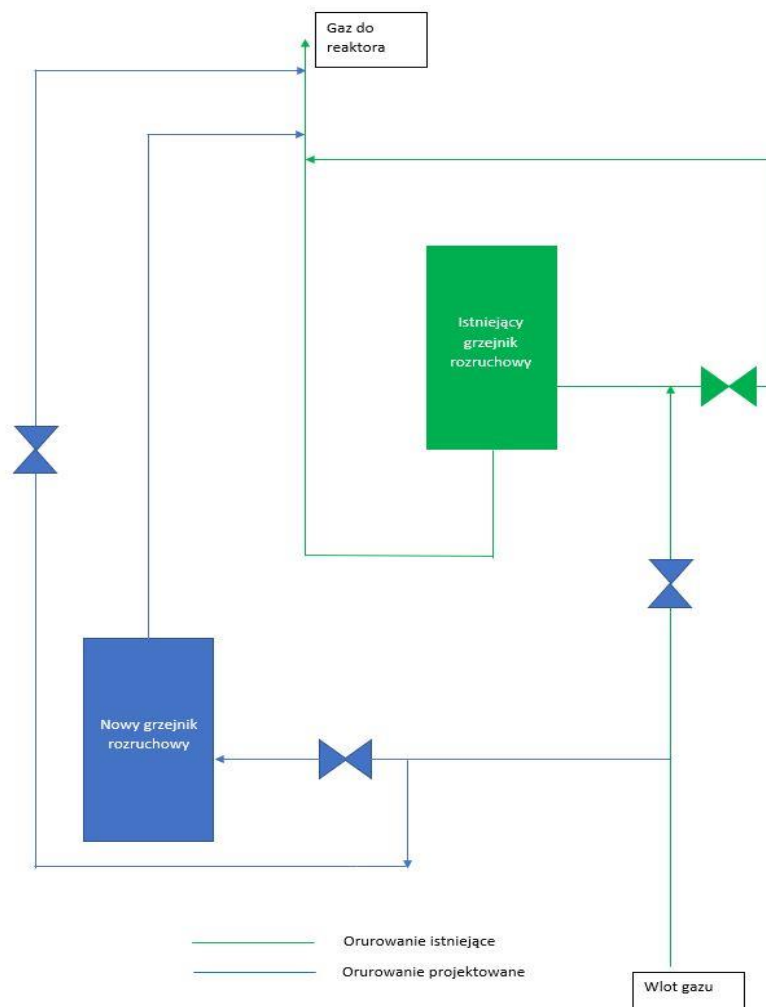 Gaz do
reaktora
Istniejący
grzejnik
rozruchowy
Nowy grzejnik
rozruchowy
Orurowanie istniejące
Orurowanie projektowane
Wlot gazu